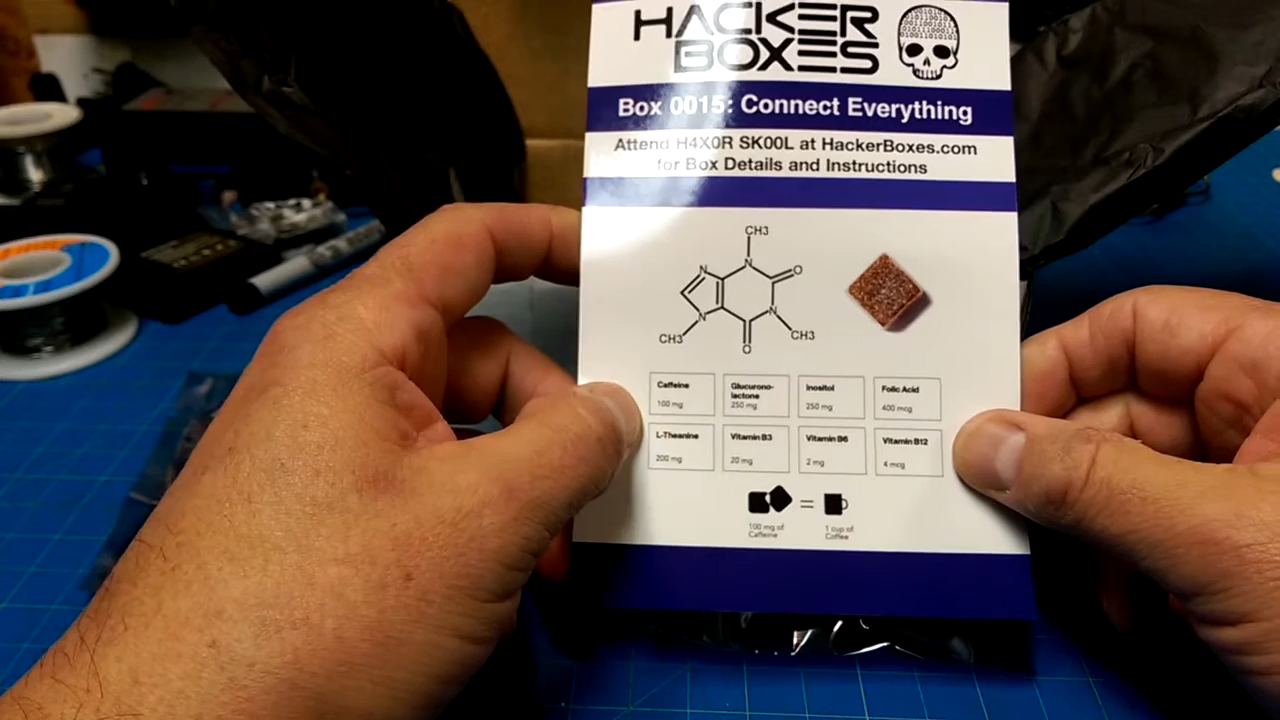 HACKER
BOXES
Box 0015: Connect Everything
Attend H4X0R SK00L at HackerBoxes.com
for Box Details and Instructions
CH3
N
N
O
N
N
CH3
CH3
O
Caffeine
100 mg
Glucurono-
lactone
250 mg
Inositol
250 mg
Folic Acid
400 mcg
L-Theanine
200 mg
Vitamin B3
20 mg
Vitamin B6
2 mg
Vitamin B12
4 mcg
=
100 mg of
Caffeine
1 cup of
Coffee